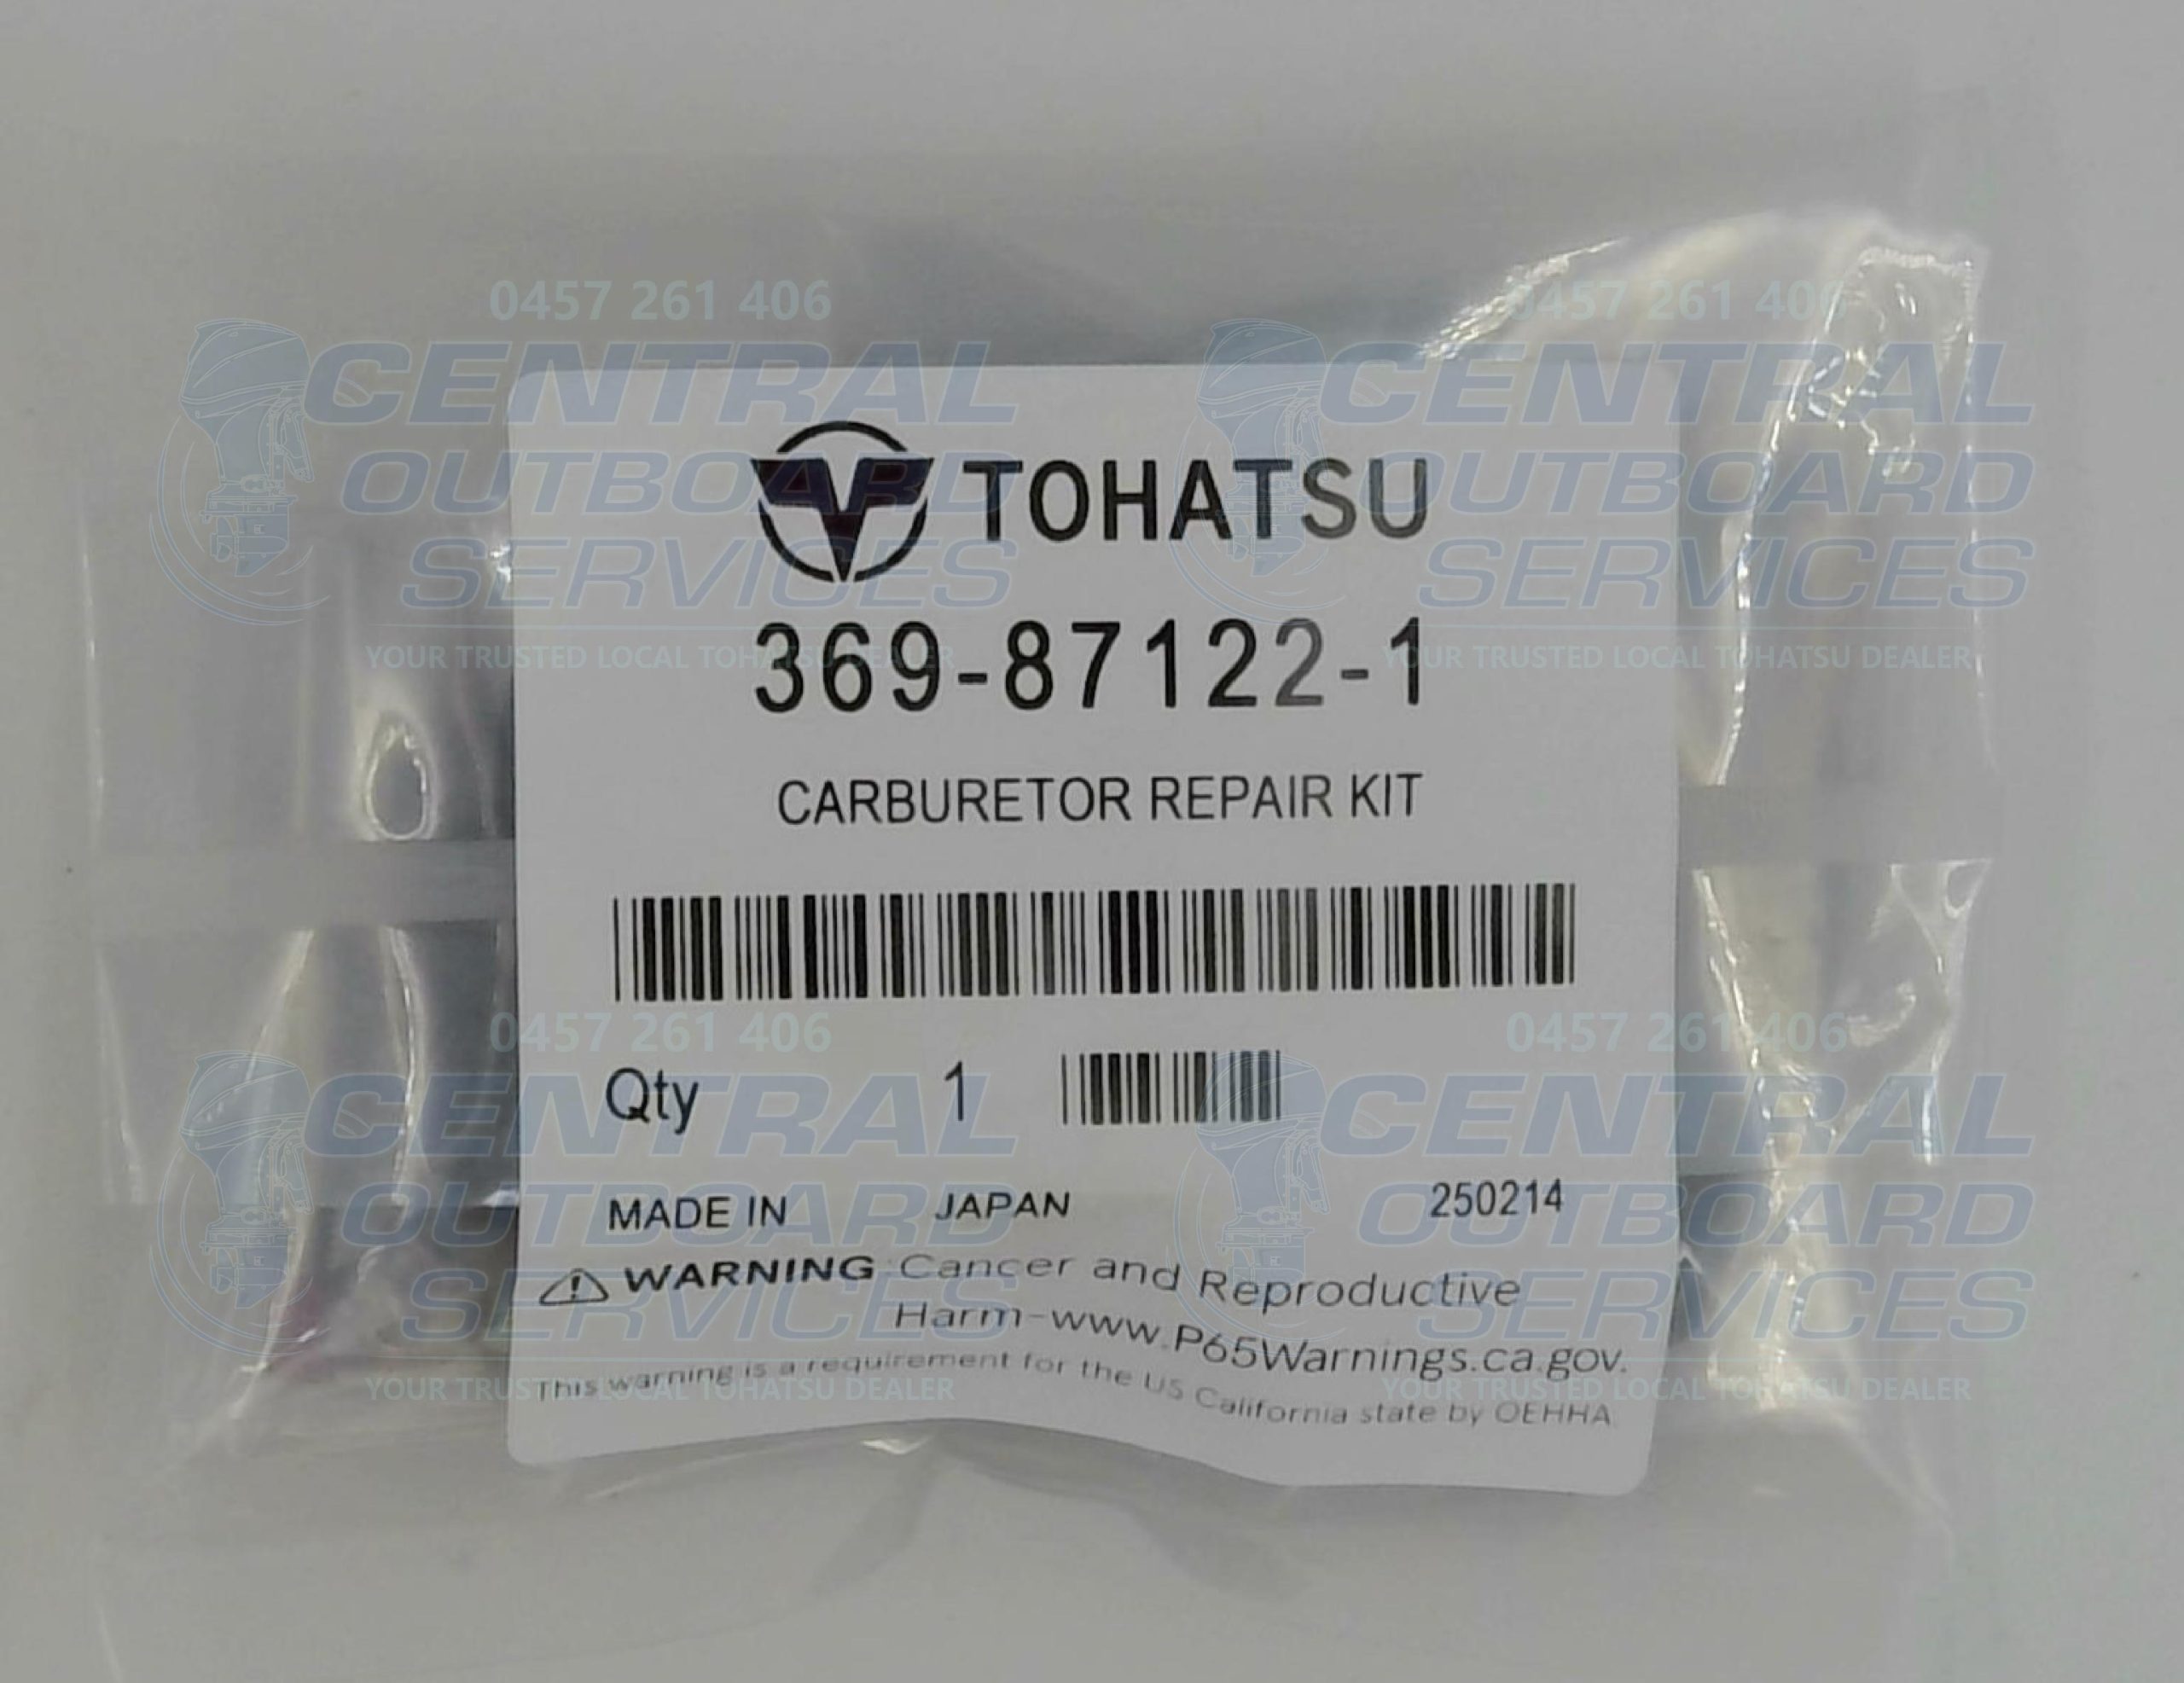 0457 261 406
CENTRAL
OUTBOARD
SERVICES
YOUR TRUSTED LOCAL TOHATSU DEALER
0457 261 406
CENTRAL
OUTBOARD
SERVICES
YOUR TRUSTED LOCAL TOHATSU DEALER
TOHATSU
369-87122-1
CARBURETOR REPAIR KIT
Qty 1
MADE IN JAPAN 250214
WARNING: Cancer and Reproductive
Harm-www.P65Warnings.ca.gov.
This warning is a requirement for the US California state by OEHHA
0457 261 406
CENTRAL
OUTBOARD
SERVICES
YOUR TRUSTED LOCAL TOHATSU DEALER
0457 261 406
CENTRAL
OUTBOARD
SERVICES
YOUR TRUSTED LOCAL TOHATSU DEALER